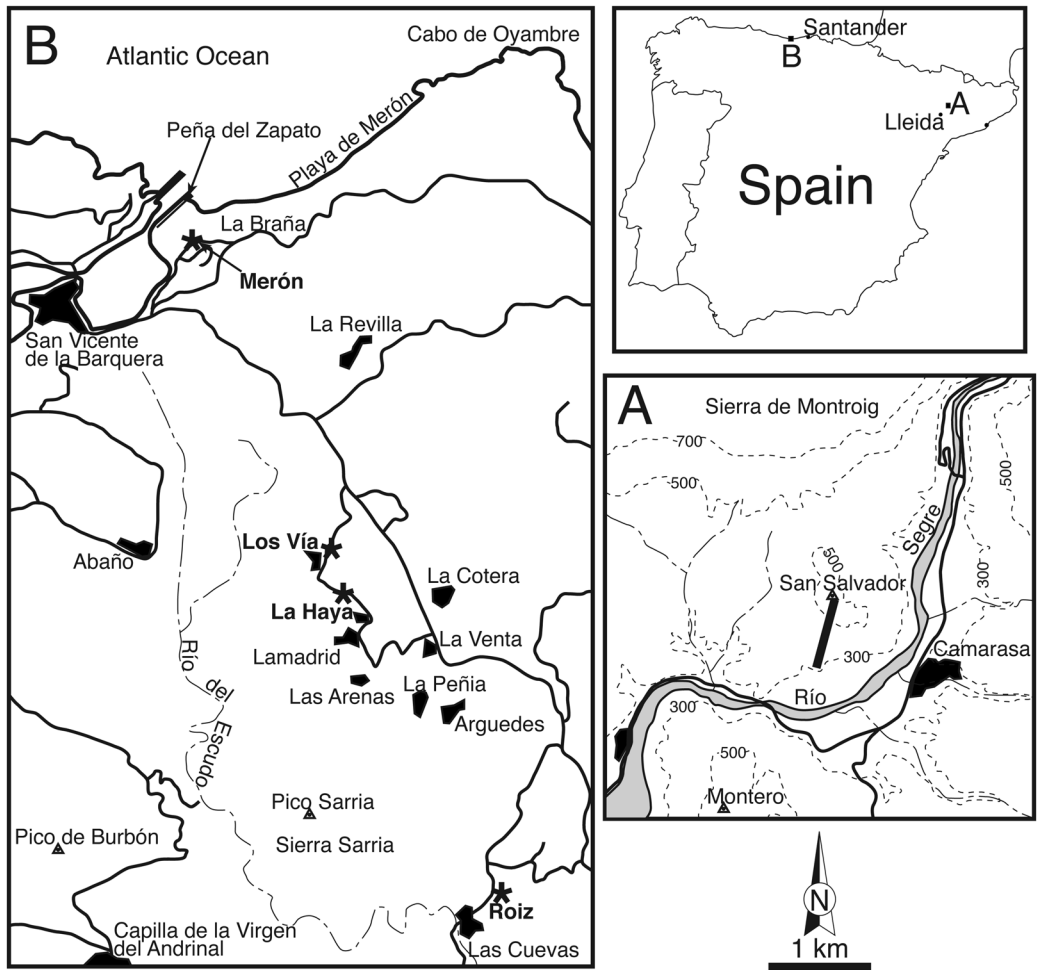 B
Atlantic Ocean
Cabo de Oyambre
Peña del Zapato
Playa de Merón
La Braña
Merón
San Vicente
de la Barquera
La Revilla
Abaño
Los Vía
La Haya
La Cotera
La Venta
Lamadrid
Las Arenas
La Peñia
Arguedes
Río
del
Escudo
Pico Sarria
Sierra Sarria
Pico de Burbón
Roiz
Las Cuevas
Capilla de la Virgen
del Andrinal
Santander
B
A
Lleida
Spain
A
Sierra de Montroig
700
500
500
Segre
500
San Salvador
300
300
Camarasa
Río
300
500
Montero
N
1 km